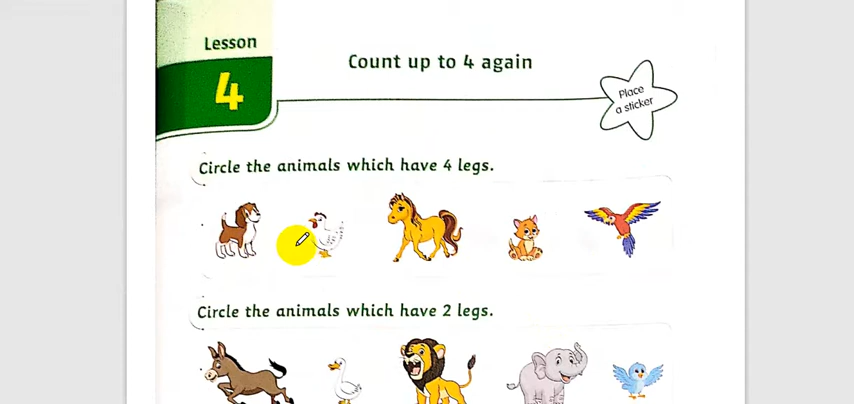 Lesson
4
Count up to 4 again
Place
a sticker
Circle the animals which have 4 legs.
Circle the animals which have 2 legs.